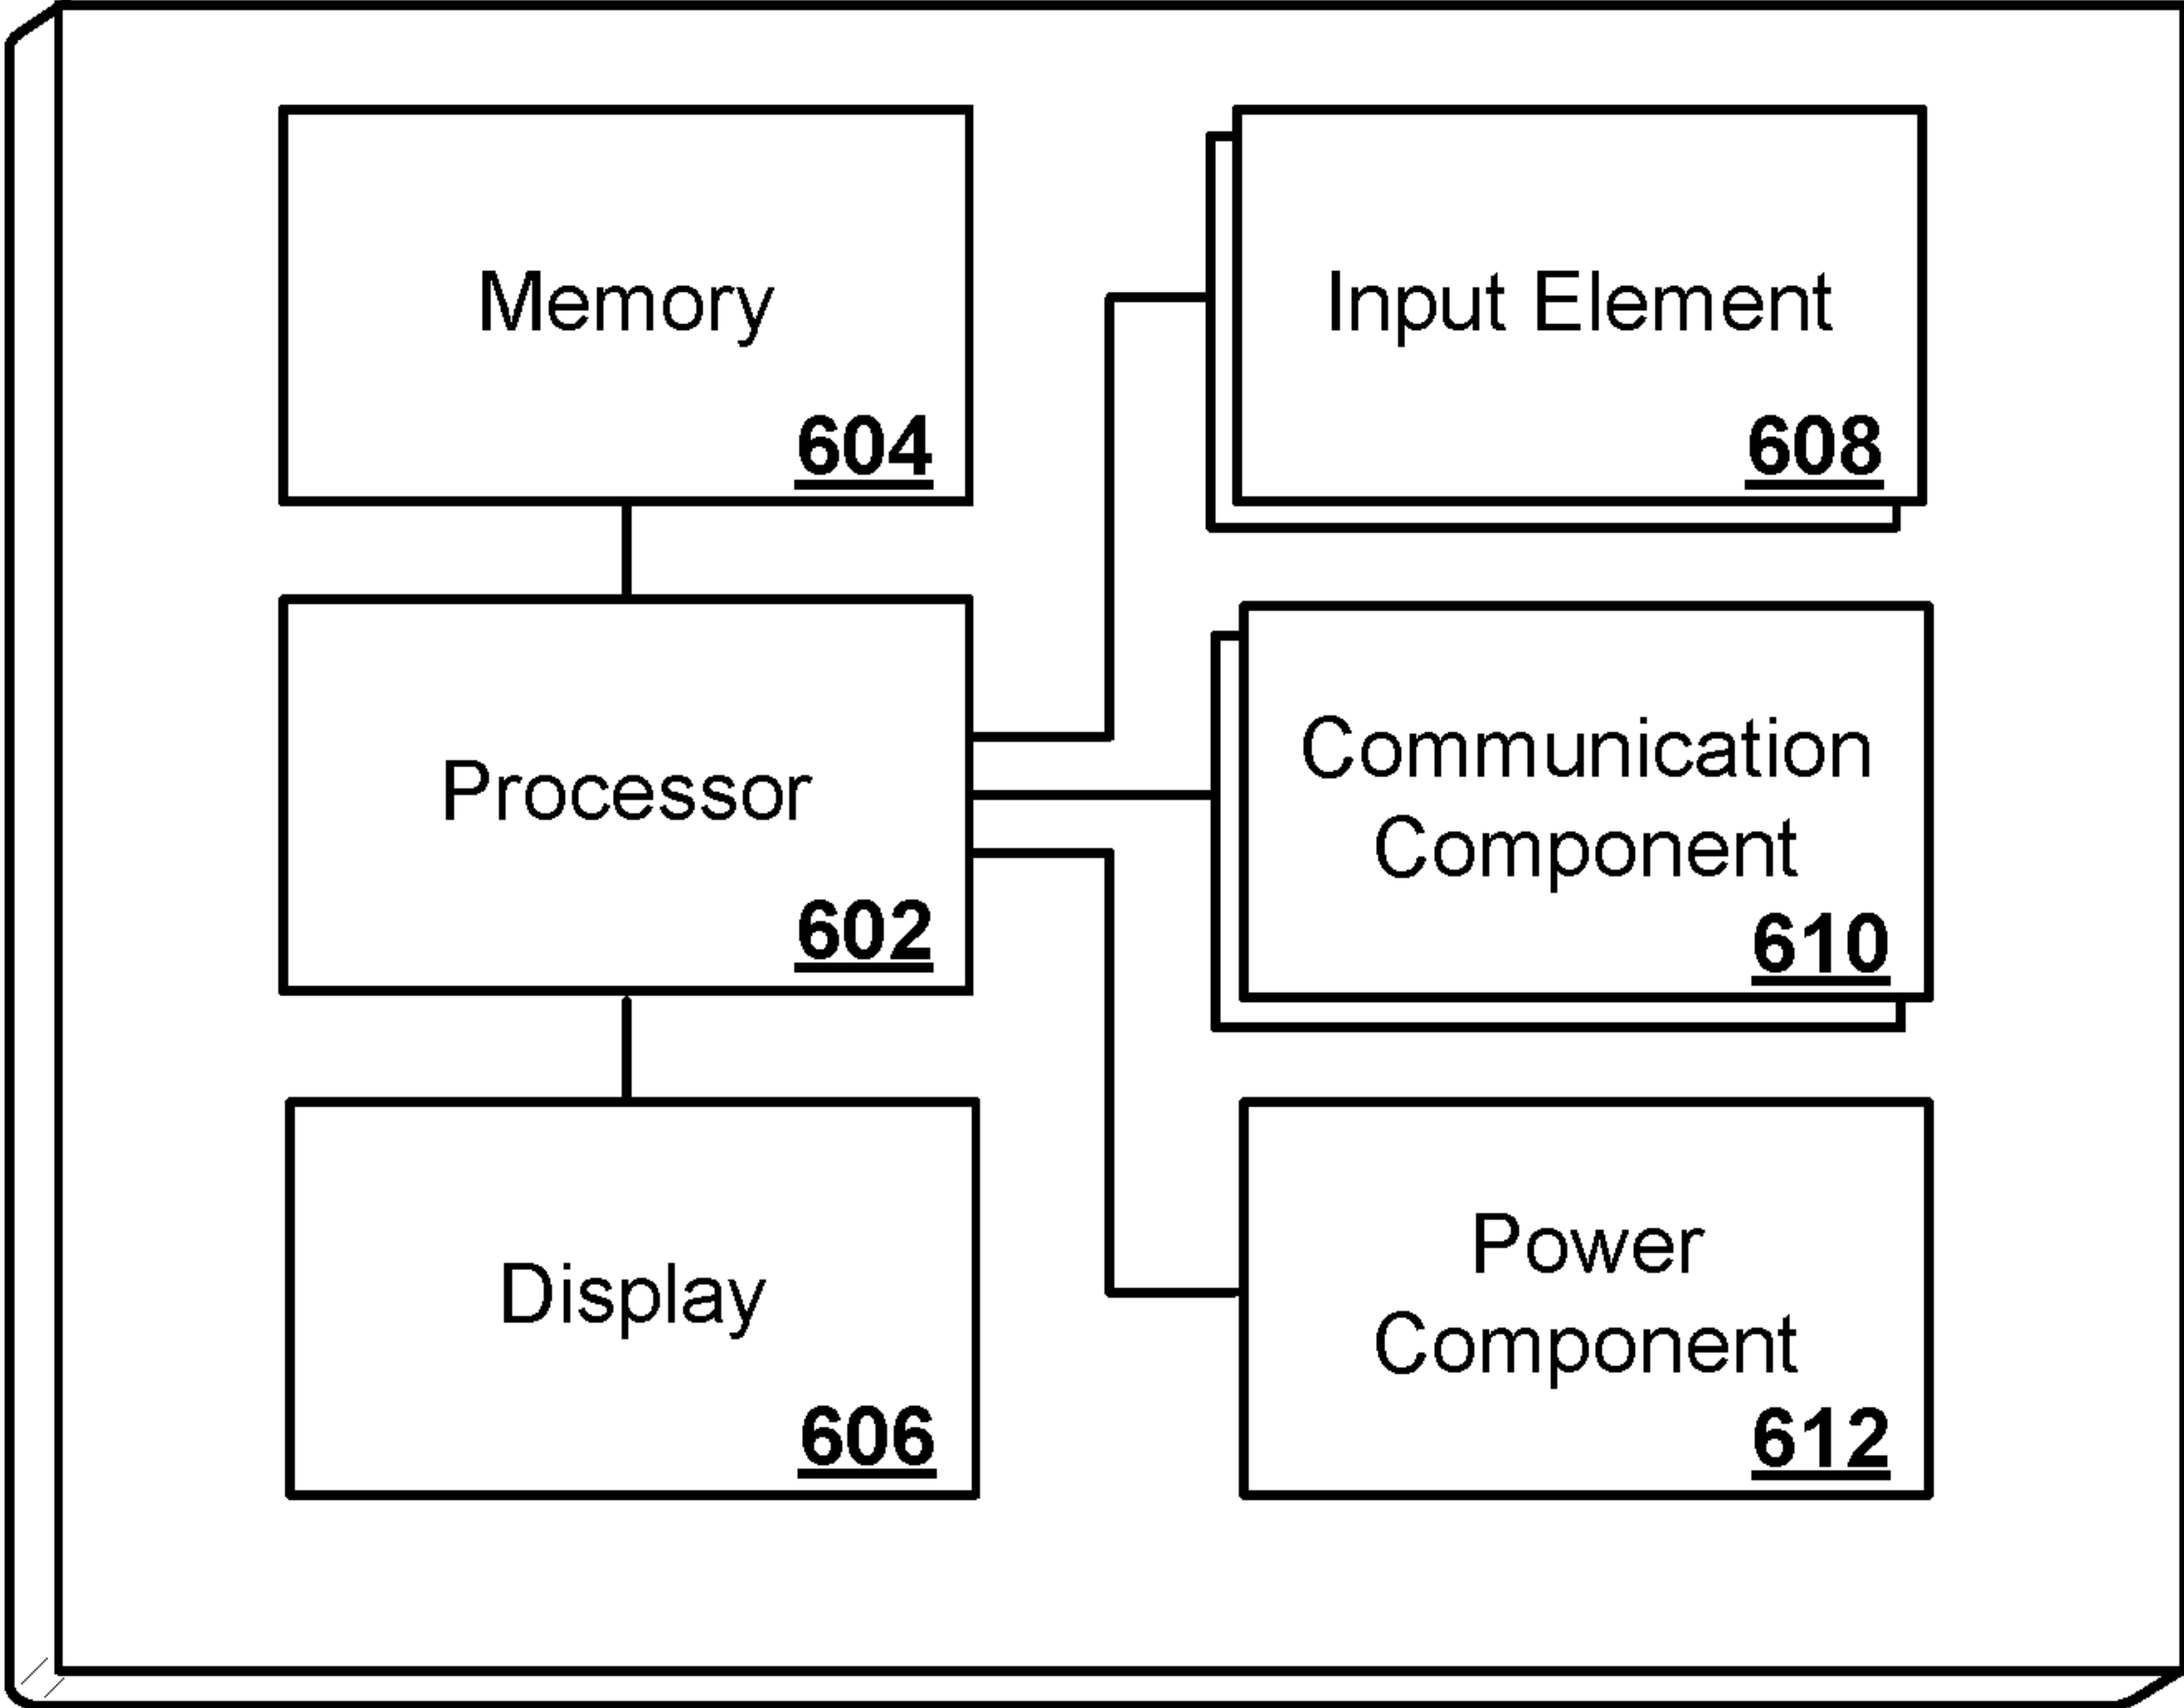 Memory
604
Input Element
608
Processor
602
Communication
Component
610
Display
606
Power
Component
612